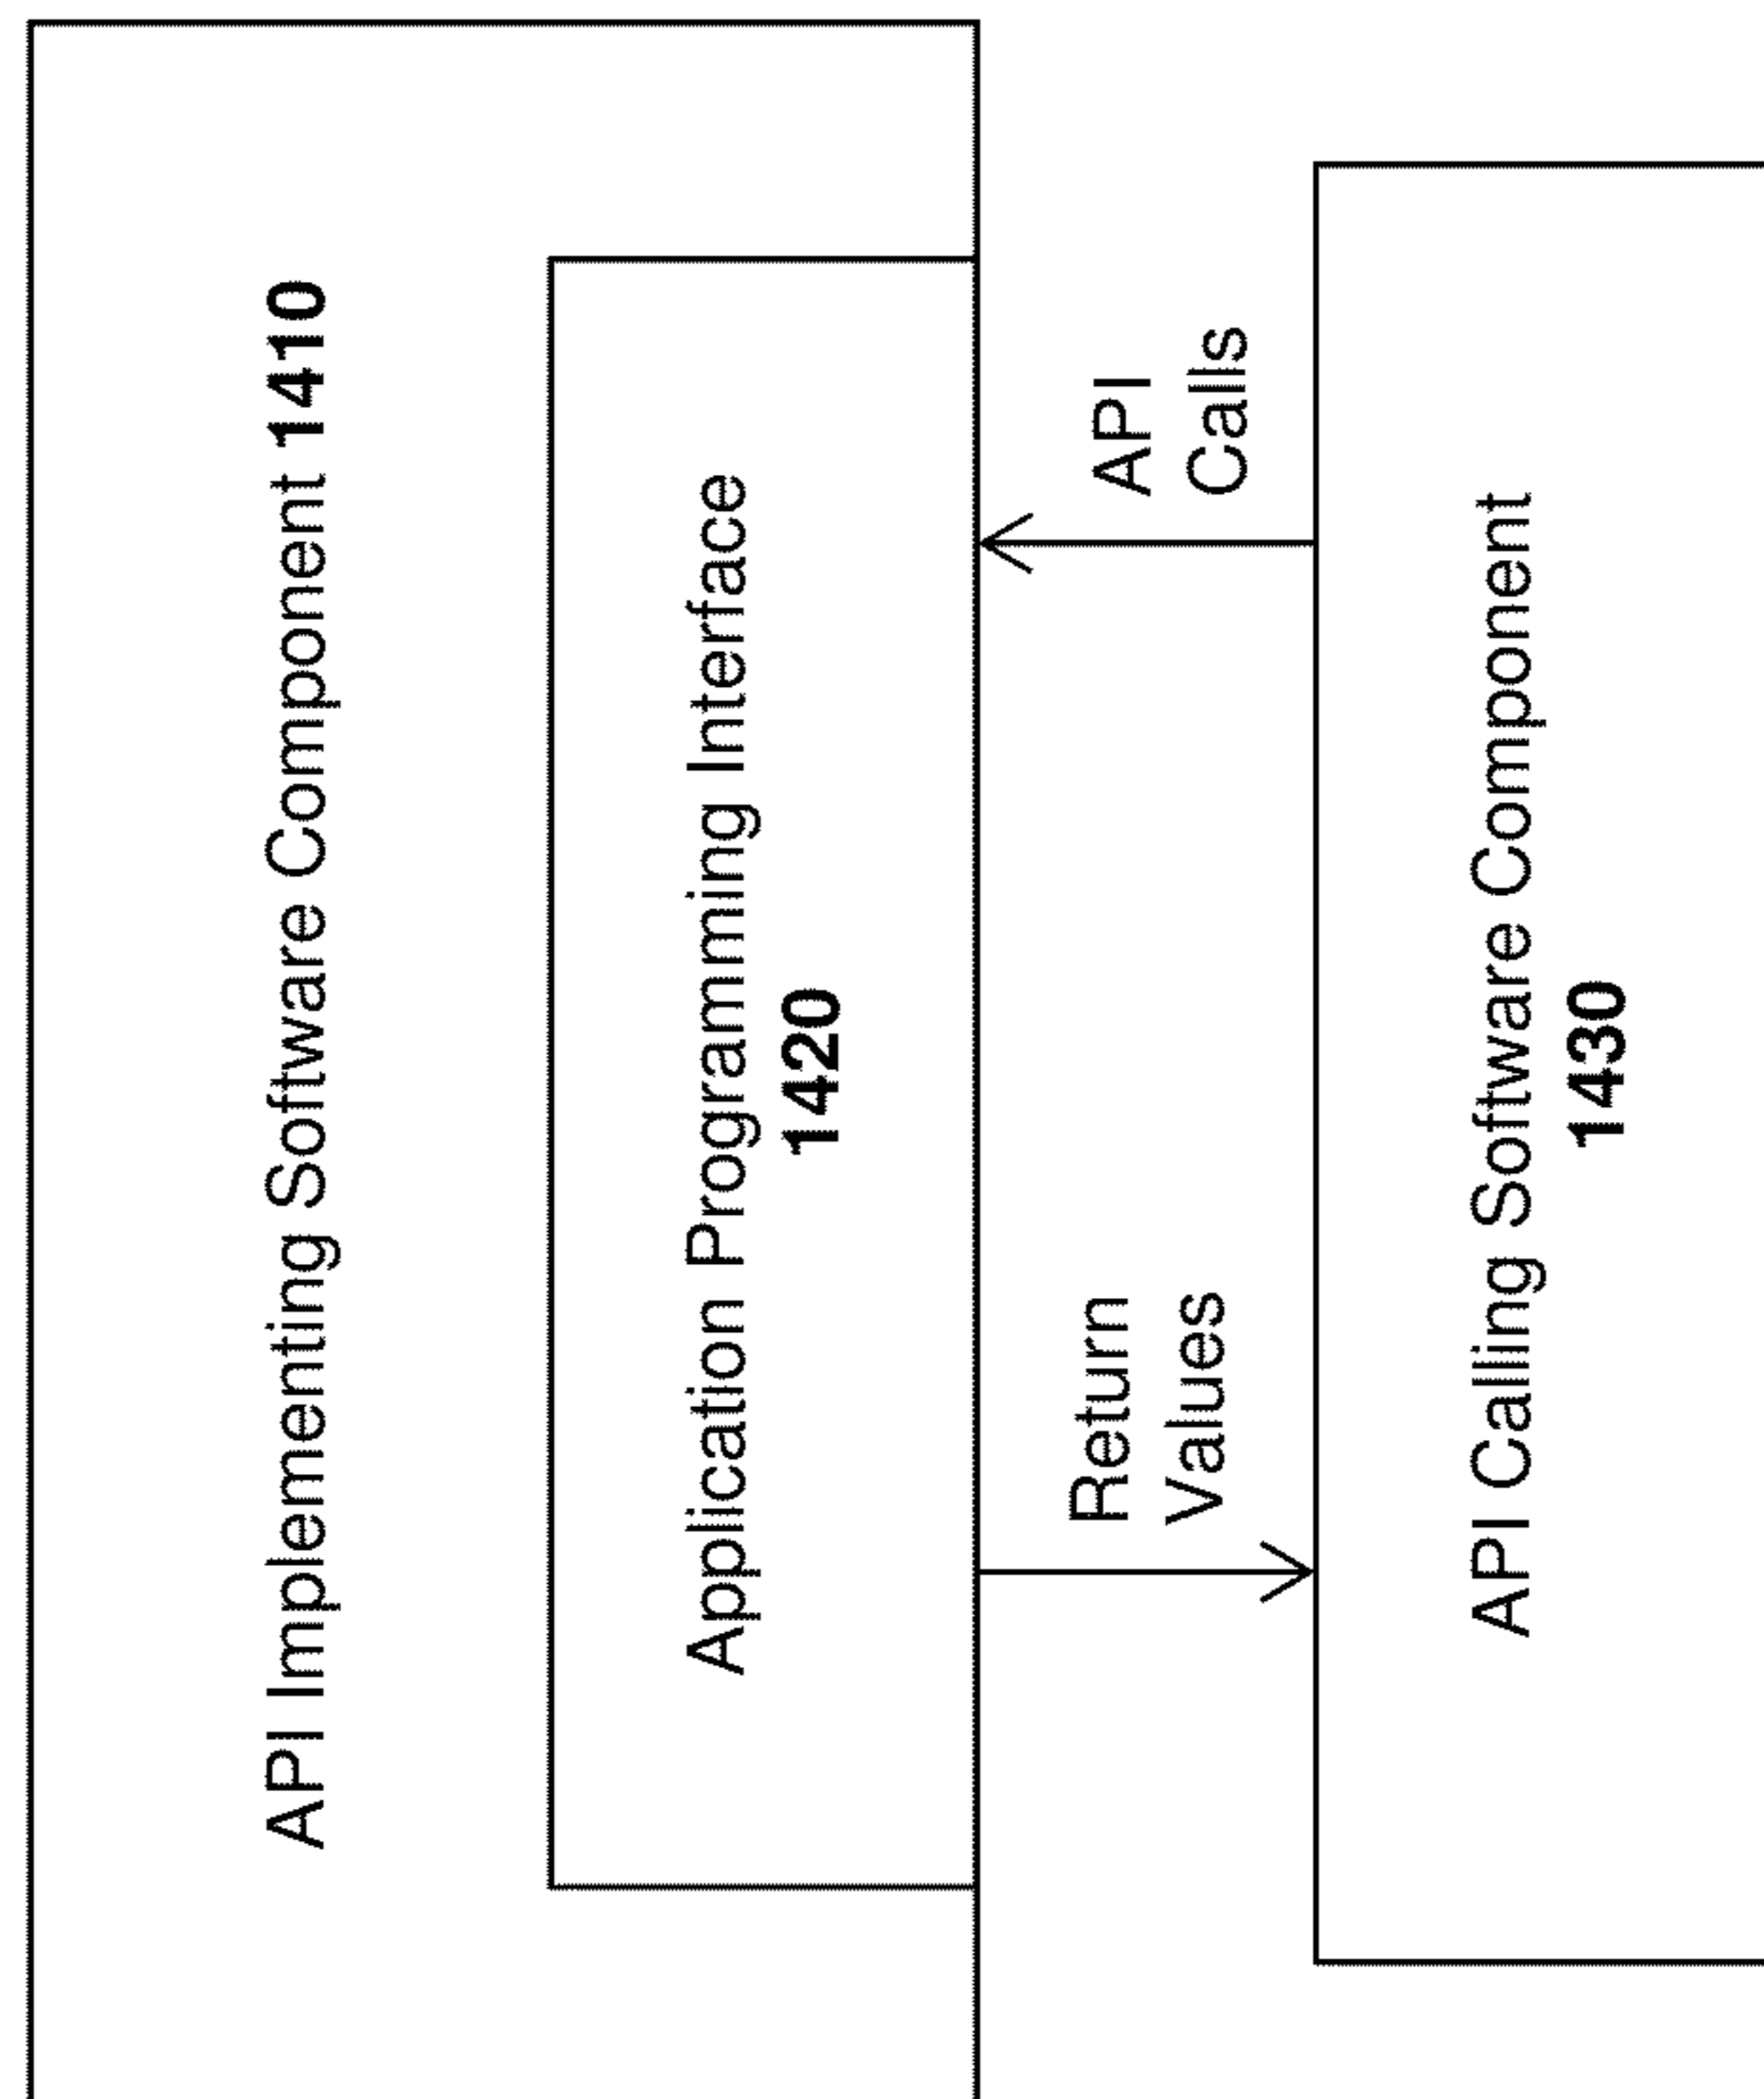 API Implementing Software Component 1410
Application Programming Interface
1420
Return
Values
API
Calls
API Calling Software Component
1430